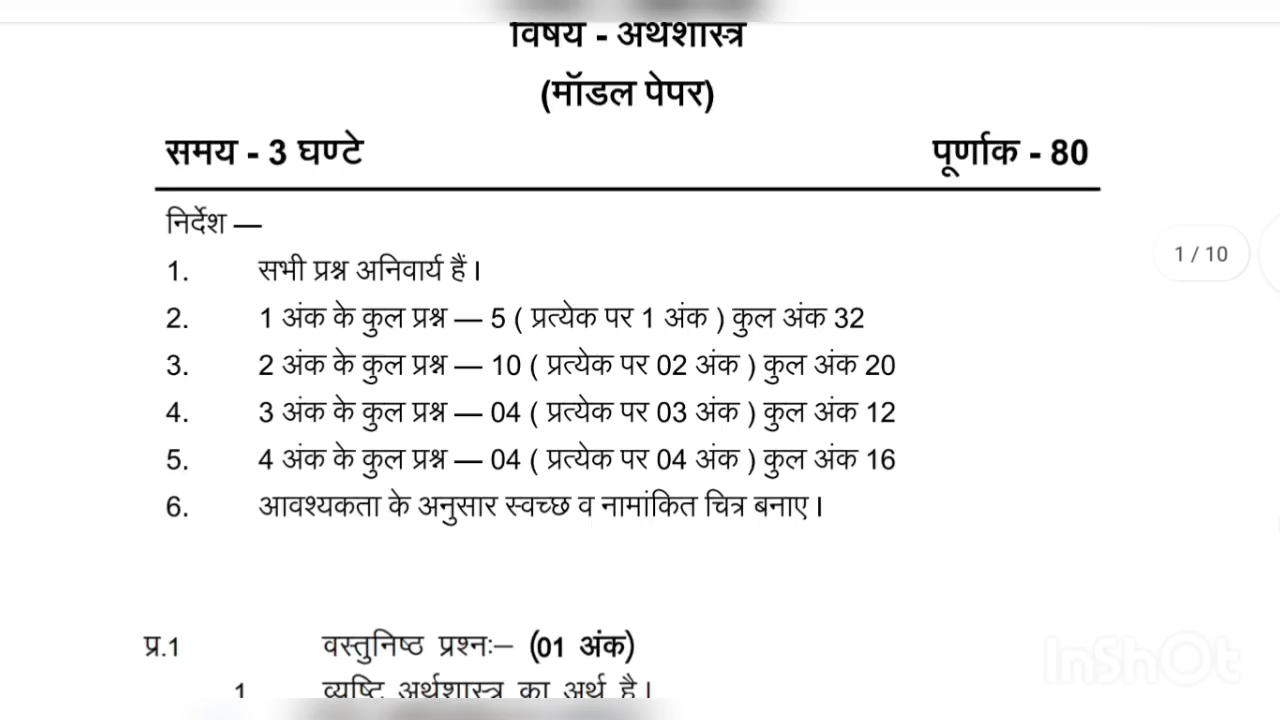 विषय - अर्थशास्त्र
(मॉडल पेपर)
समय - 3 घण्टे पूर्णाक - 80
निर्देश —
1. सभी प्रश्न अनिवार्य हैं।
2. 1 अंक के कुल प्रश्न — 5 ( प्रत्येक पर 1 अंक ) कुल अंक 32
3. 2 अंक के कुल प्रश्न — 10 ( प्रत्येक पर 02 अंक ) कुल अंक 20
4. 3 अंक के कुल प्रश्न — 04 ( प्रत्येक पर 03 अंक ) कुल अंक 12
5. 4 अंक के कुल प्रश्न — 04 ( प्रत्येक पर 04 अंक ) कुल अंक 16
6. आवश्यकता के अनुसार स्वच्छ व नामांकित चित्र बनाए।
1 / 10
प्र.1 वस्तुनिष्ठ प्रश्नः– (01 अंक)
1 व्यष्टि अर्थशास्त्र का अर्थ है।
InShOt